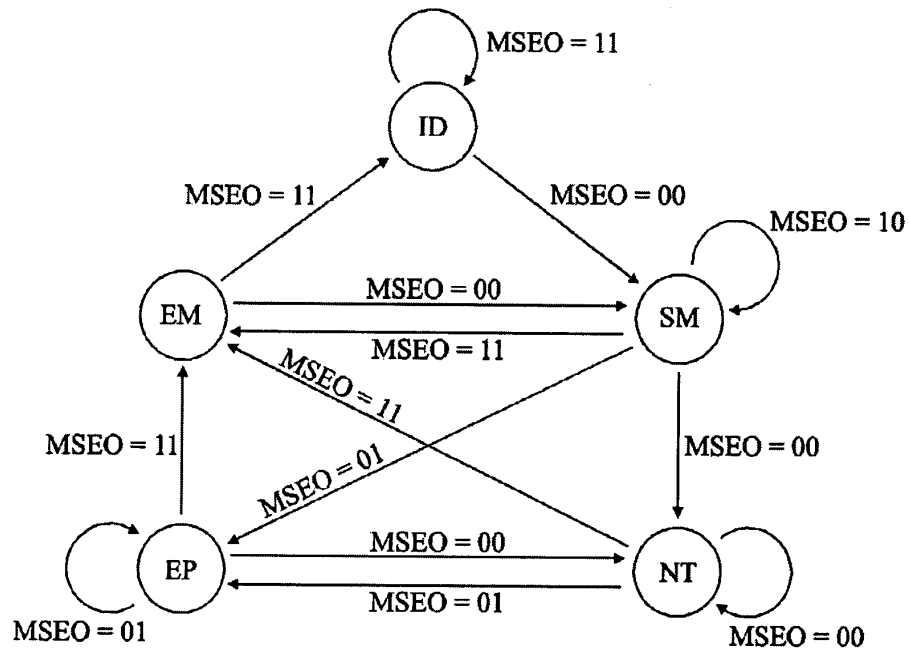 MSEO = 11
ID
MSEO = 11
MSEO = 00
MSEO = 10
EM
MSEO = 00
SM
MSEO = 11
MSEO = 11
MSEO = 11
MSEO = 01
MSEO = 00
EP
MSEO = 00
NT
MSEO = 01
MSEO = 01
MSEO = 00